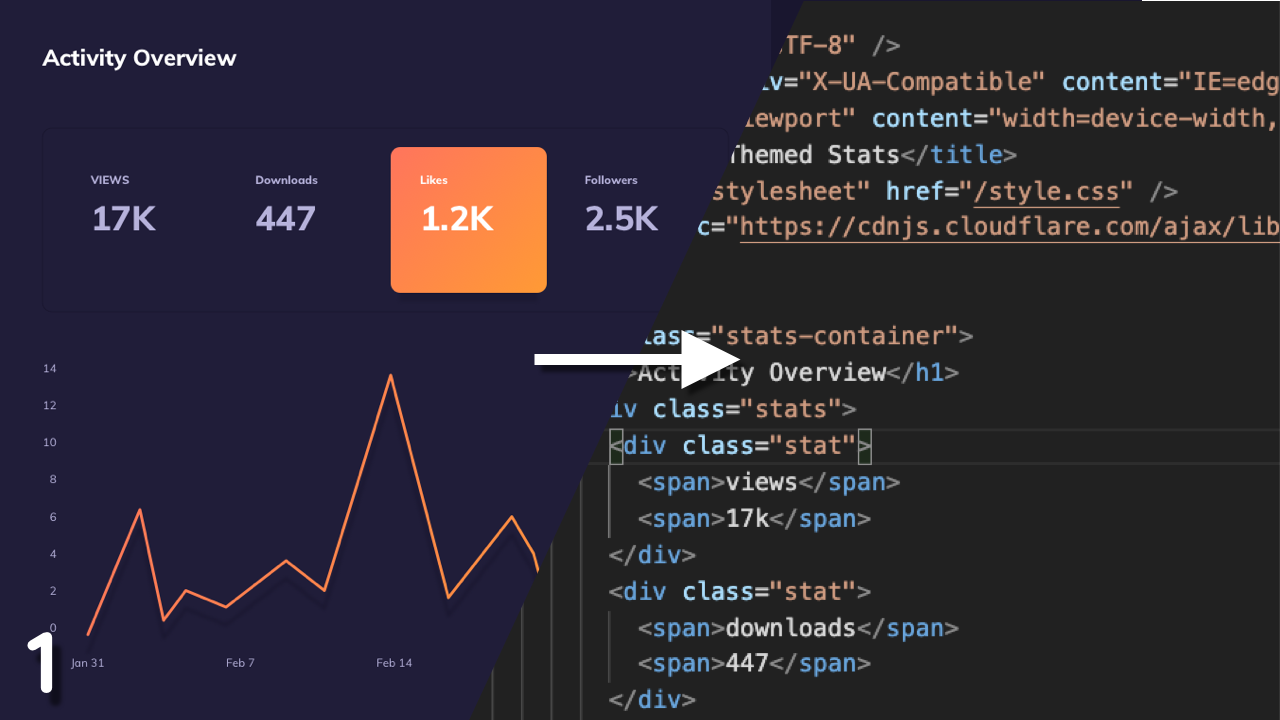 Activity Overview
VIEWS
17K
Downloads
447
Likes
1.2K
Followers
2.5K
14
12
10
8
6
4
2
0
Jan 31
Feb 7
Feb 14
1
TF-8" />
iv="X-UA-Compatible" content="IE=edg
iewport" content="width=device-width,
Themed Stats</title>
stylesheet" href="/style.css" />
c="https://cdnjs.cloudflare.com/ajax/lib
lass="stats-container">
>Activity Overview</h1>
iv class="stats">
<div class="stat">
<span>views</span>
<span>17k</span>
</div>
<div class="stat">
<span>downloads</span>
<span>447</span>
</div>